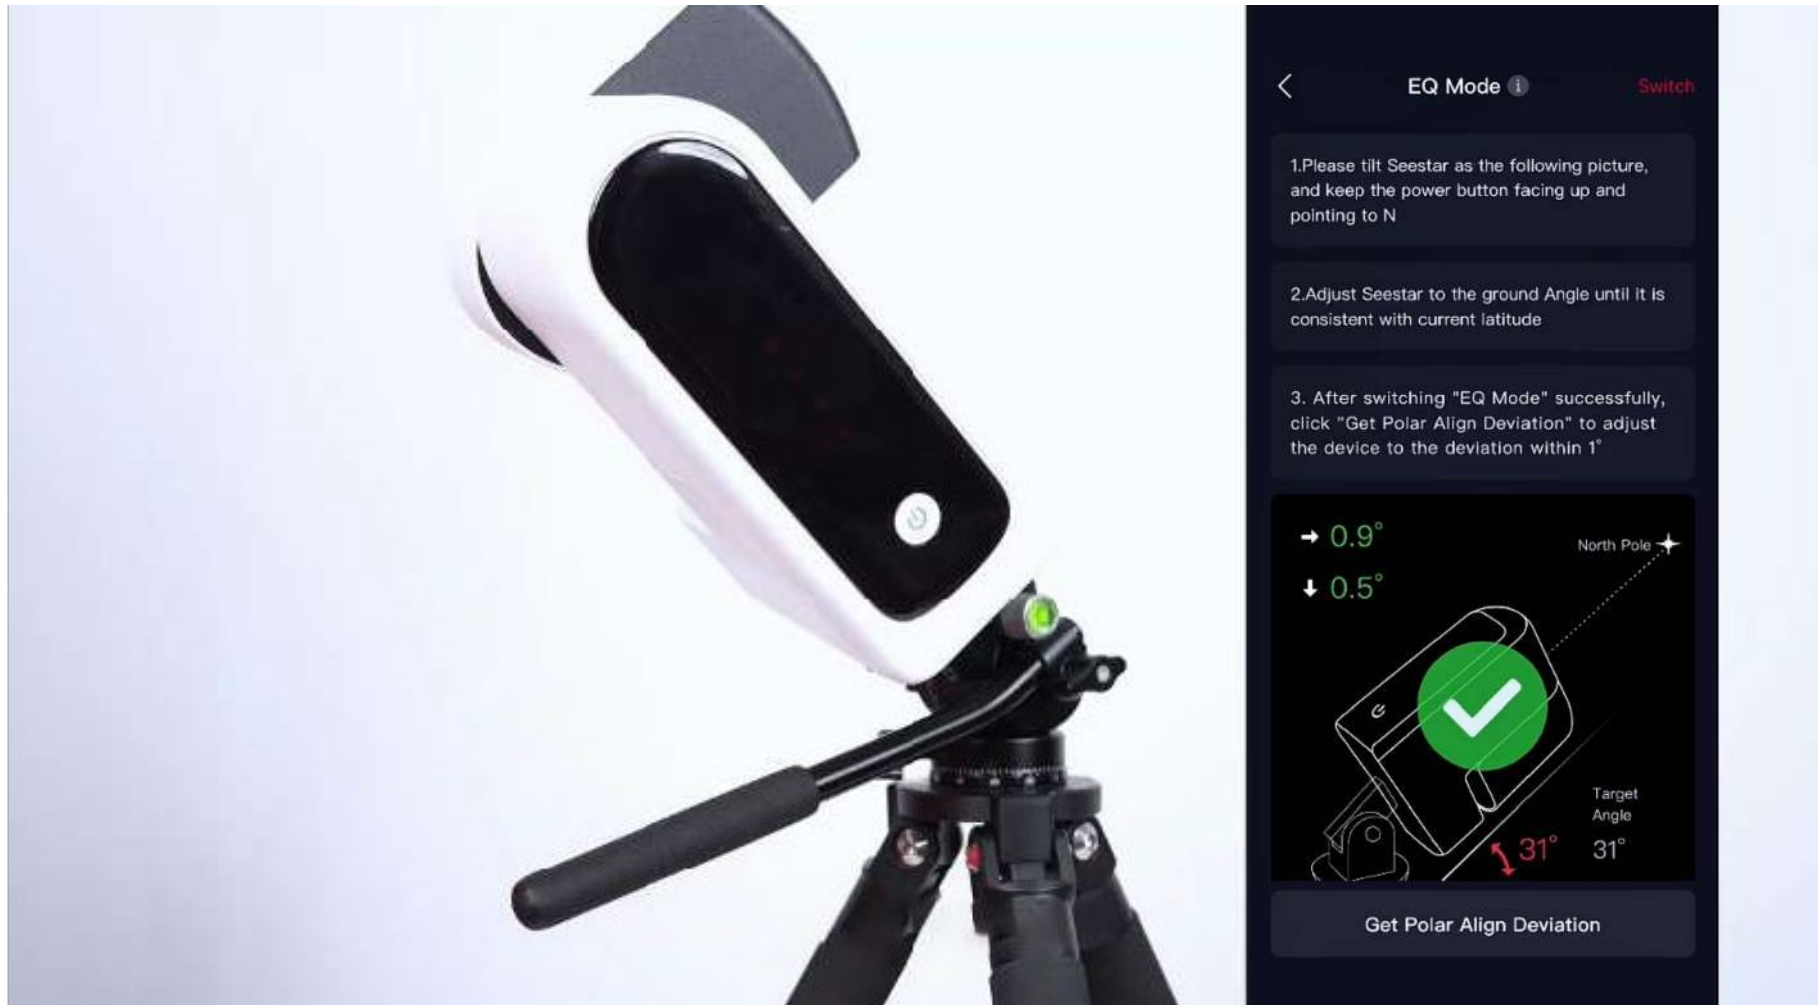 EQ Mode i
Switch
1.Please tilt Seestar as the following picture,
and keep the power button facing up and
pointing to N
2.Adjust Seestar to the ground Angle until it is
consistent with current latitude
3. After switching "EQ Mode" successfully,
click "Get Polar Align Deviation" to adjust
the device to the deviation within 1°
→ 0.9°
North Pole
↓ 0.5°
Target
Angle
31°
31°
Get Polar Align Deviation